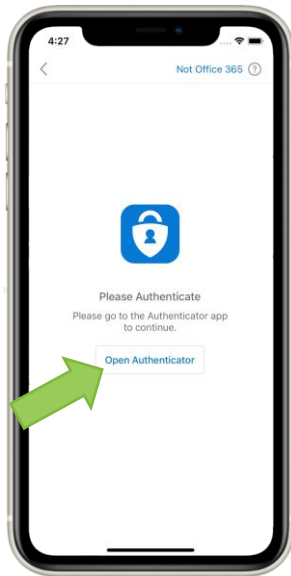 4:27
Not Office 365 ?
Please Authenticate
Please go to the Authenticator app
to continue.
Open Authenticator